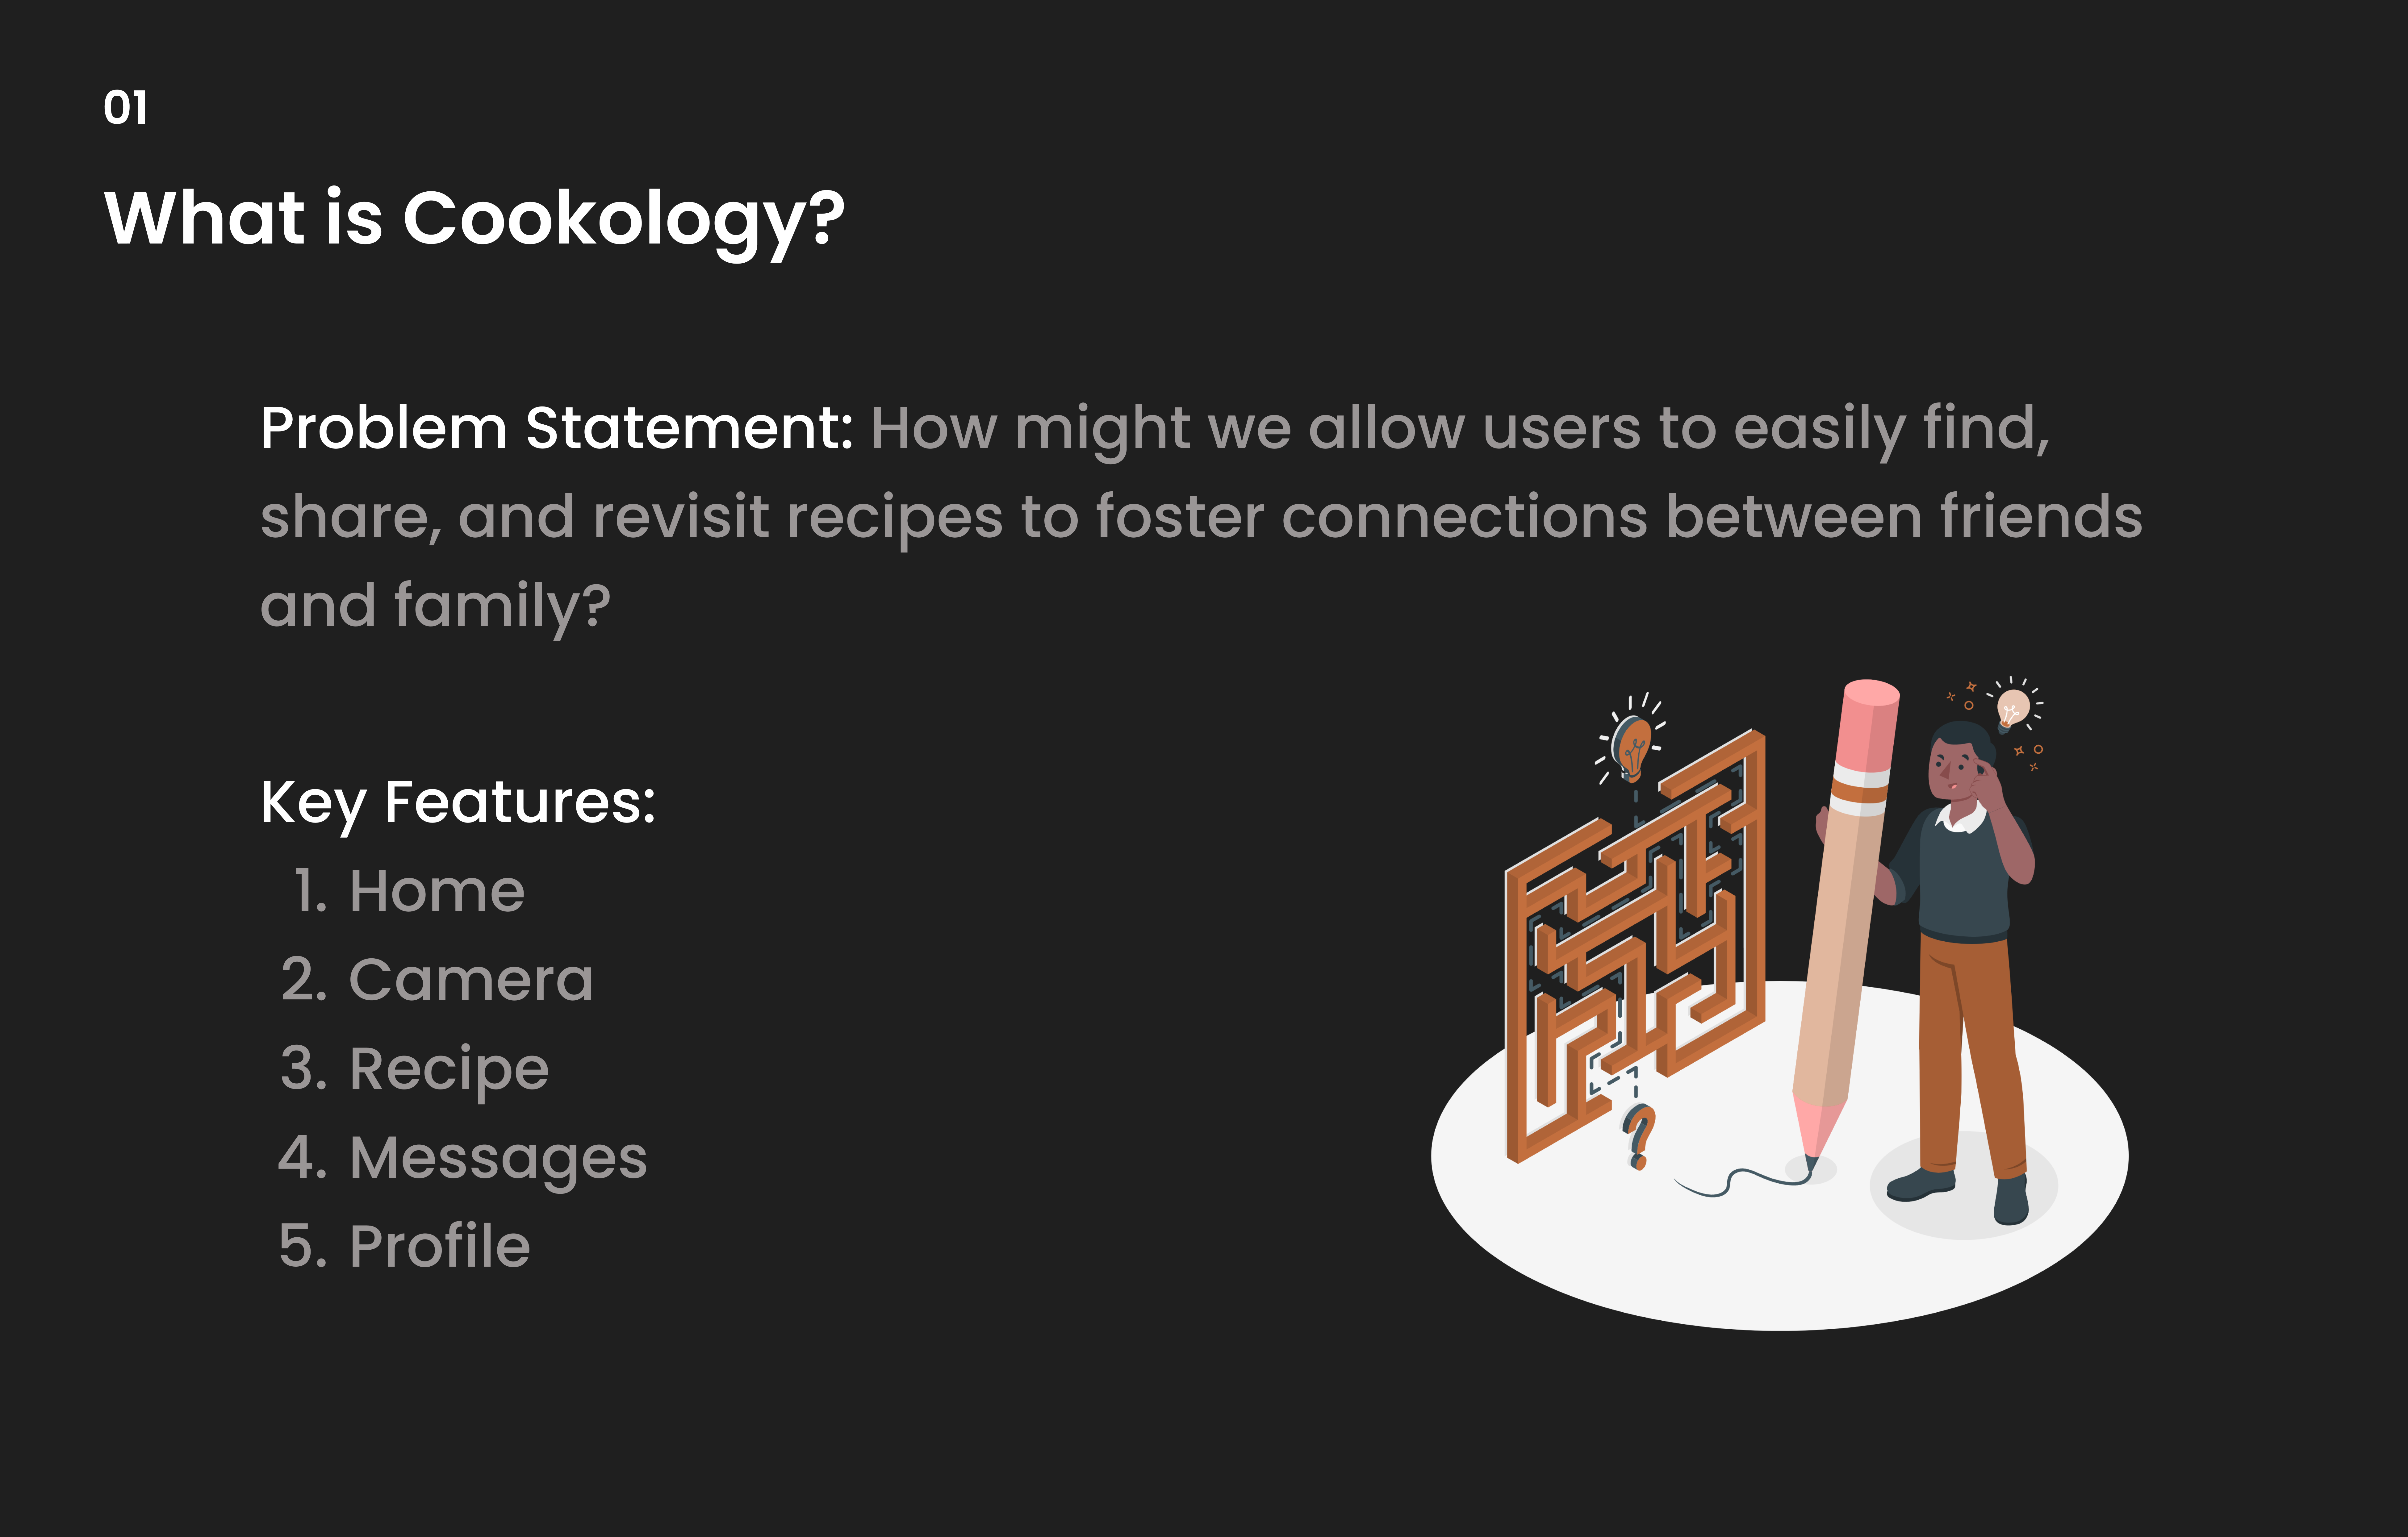 01
What is Cookology?
Problem Statement: How might we allow users to easily find,
share, and revisit recipes to foster connections between friends
and family?
Key Features:
1. Home
2. Camera
3. Recipe
4. Messages
5. Profile
?